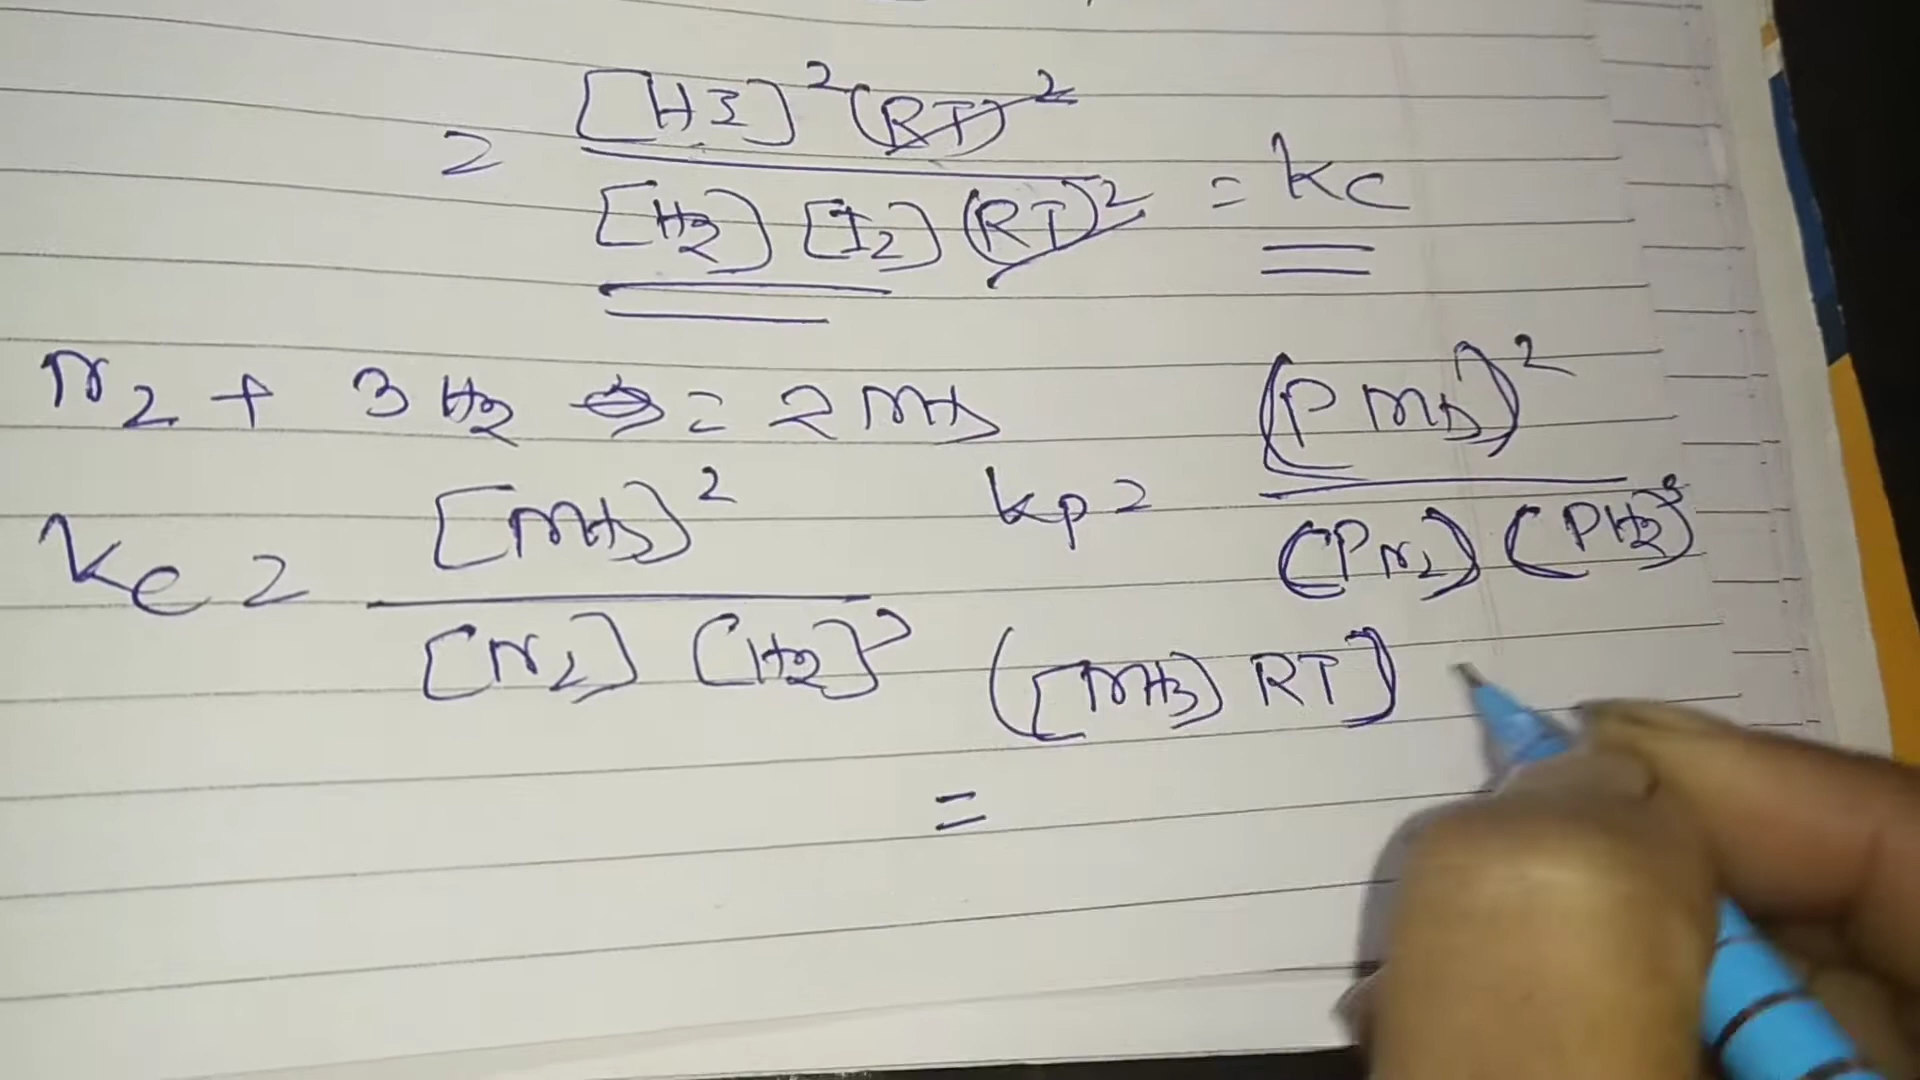 = [HI]² (RT)²
[H₂] [I₂] (RT)² = Kc
N₂ + 3H₂ ⇌ = 2NH₃
Kc = [NH₃]²
[N₂] [H₂]³
Kp = (P NH₃)²
(PN₂) (PH₂)³
([NH₃] RT)
=